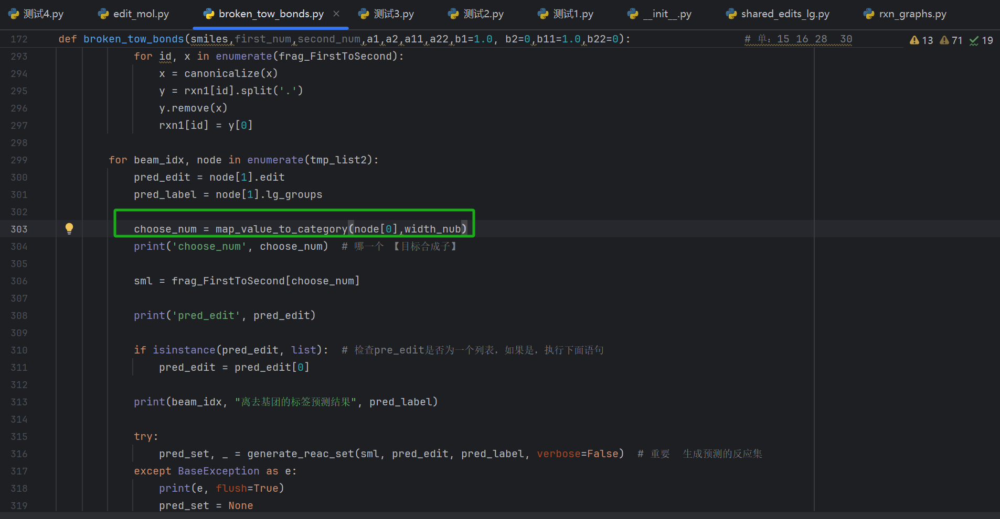 测试4.py edit_mol.py broken_tow_bonds.py 测试3.py 测试2.py 测试1.py __init__.py shared_edits_lg.py rxn_graphs.py
172 def broken_tow_bonds(smiles,first_num,second_num,a1,a2,a11,a22,b1=1.0, b2=0,b11=1.0,b22=0): # 单: 15 16 28 30 13 71 19
293 for id, x in enumerate(frag_FirstToSecond):
294 x = canonicalize(x)
295 y = rxn1[id].split('.')
296 y.remove(x)
297 rxn1[id] = y[0]
298
299 for beam_idx, node in enumerate(tmp_list2):
300 pred_edit = node[1].edit
301 pred_label = node[1].lg_groups
302
303 choose_num = map_value_to_category(node[0],width_nub)
304 print('choose_num', choose_num) # 哪一个 【目标合成子】
305
306 sml = frag_FirstToSecond[choose_num]
307
308 print('pred_edit', pred_edit)
309
310 if isinstance(pred_edit, list): # 检查pre_edit是否为一个列表，如果是，执行下面语句
311 pred_edit = pred_edit[0]
312
313 print(beam_idx, "离去基团的标签预测结果", pred_label)
314
315 try:
316 pred_set, _ = generate_reac_set(sml, pred_edit, pred_label, verbose=False) # 重要 生成预测的反应集
317 except BaseException as e:
318 print(e, flush=True)
319 pred_set = None